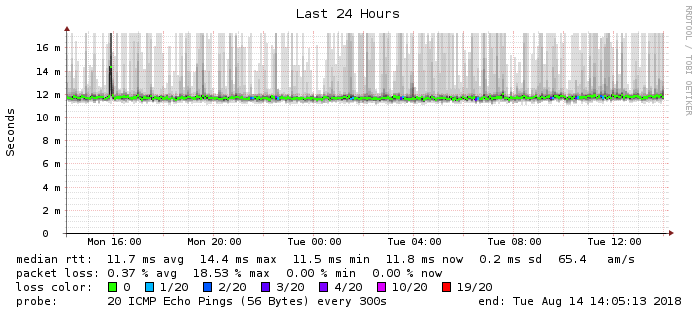 Last 24 Hours
RRDTOOL / TOBI OETIKER
Seconds
16 m
14 m
12 m
10 m
8 m
6 m
4 m
2 m
0
Mon 16:00 Mon 20:00 Tue 00:00 Tue 04:00 Tue 08:00 Tue 12:00
median rtt: 11.7 ms avg 14.4 ms max 11.5 ms min 11.8 ms now 0.2 ms sd 65.4 am/s
packet loss: 0.37 % avg 18.53 % max 0.00 % min 0.00 % now
loss color: 0 1/20 2/20 3/20 4/20 10/20 19/20
probe: 20 ICMP Echo Pings (56 Bytes) every 300s end: Tue Aug 14 14:05:13 2018